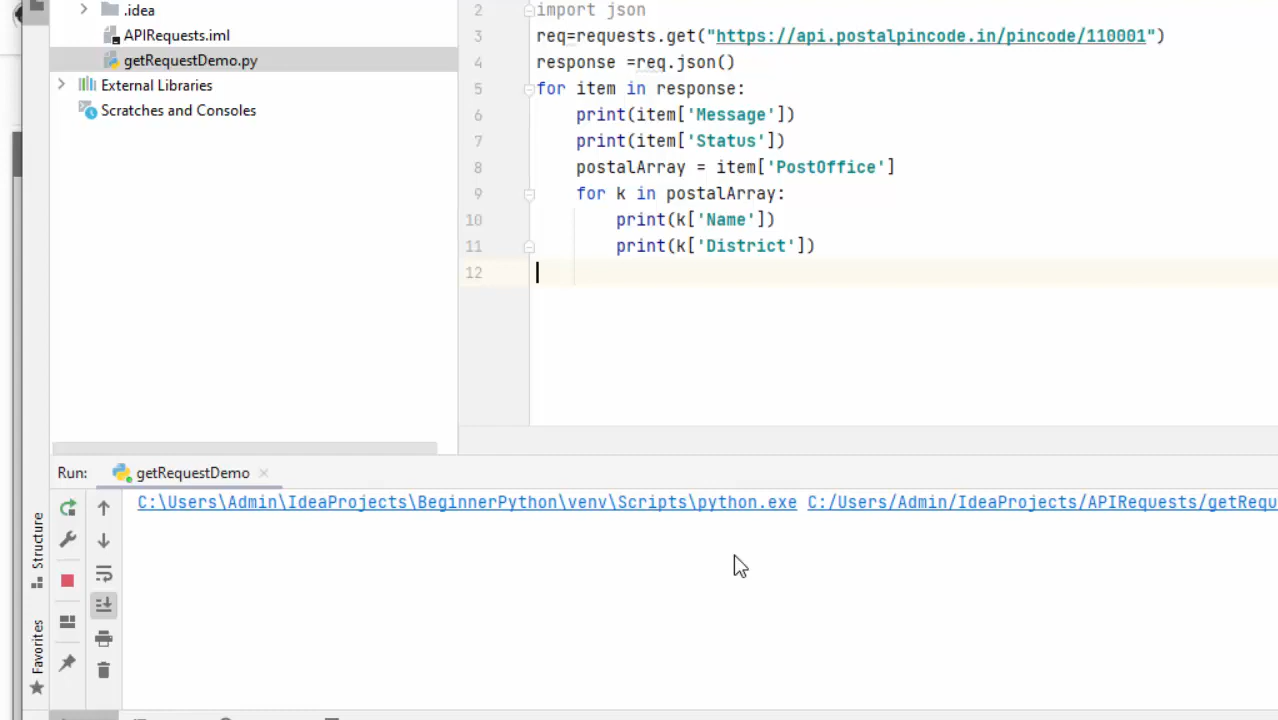 .idea
APIRequests.iml
getRequestDemo.py
External Libraries
Scratches and Consoles
2 import json
3 req=requests.get("https://api.postalpincode.in/pincode/110001")
4 response =req.json()
5 for item in response:
6 print(item['Message'])
7 print(item['Status'])
8 postalArray = item['PostOffice']
9 for k in postalArray:
10 print(k['Name'])
11 print(k['District'])
12
Run: getRequestDemo
C:\Users\Admin\IdeaProjects\BeginnerPython\venv\Scripts\python.exe C:/Users/Admin/IdeaProjects/APIRequests/getRequ
Structure
Favorites